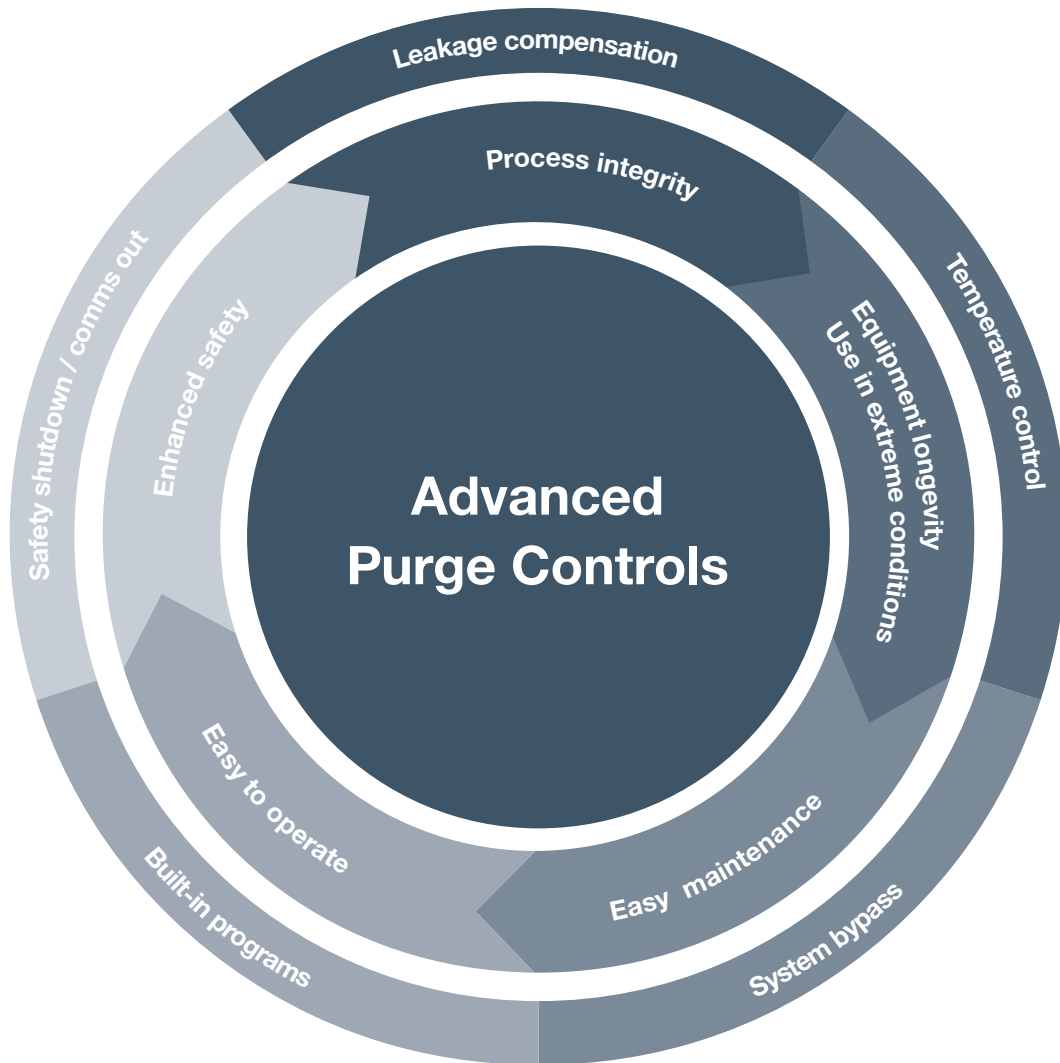 Leakage compensation
Process integrity
Temperature control
Equipment longevity
Use in extreme conditions
System bypass
Easy maintenance
Built-in programs
Easy to operate
Safety shutdown / comms out
Enhanced safety
Advanced
Purge Controls